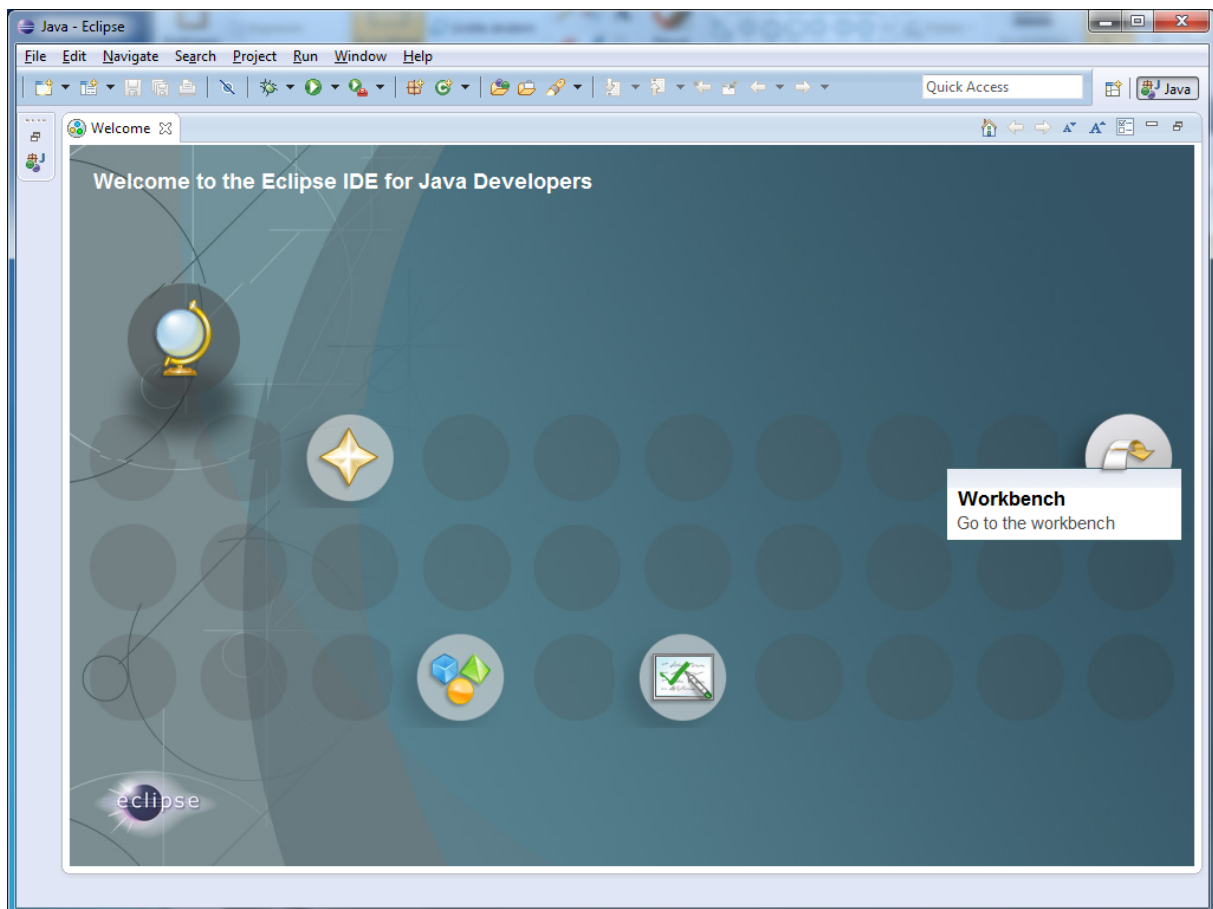 Java - Eclipse
File Edit Navigate Search Project Run Window Help
Quick Access
Java
Welcome
Welcome to the Eclipse IDE for Java Developers
Workbench
Go to the workbench
eclipse